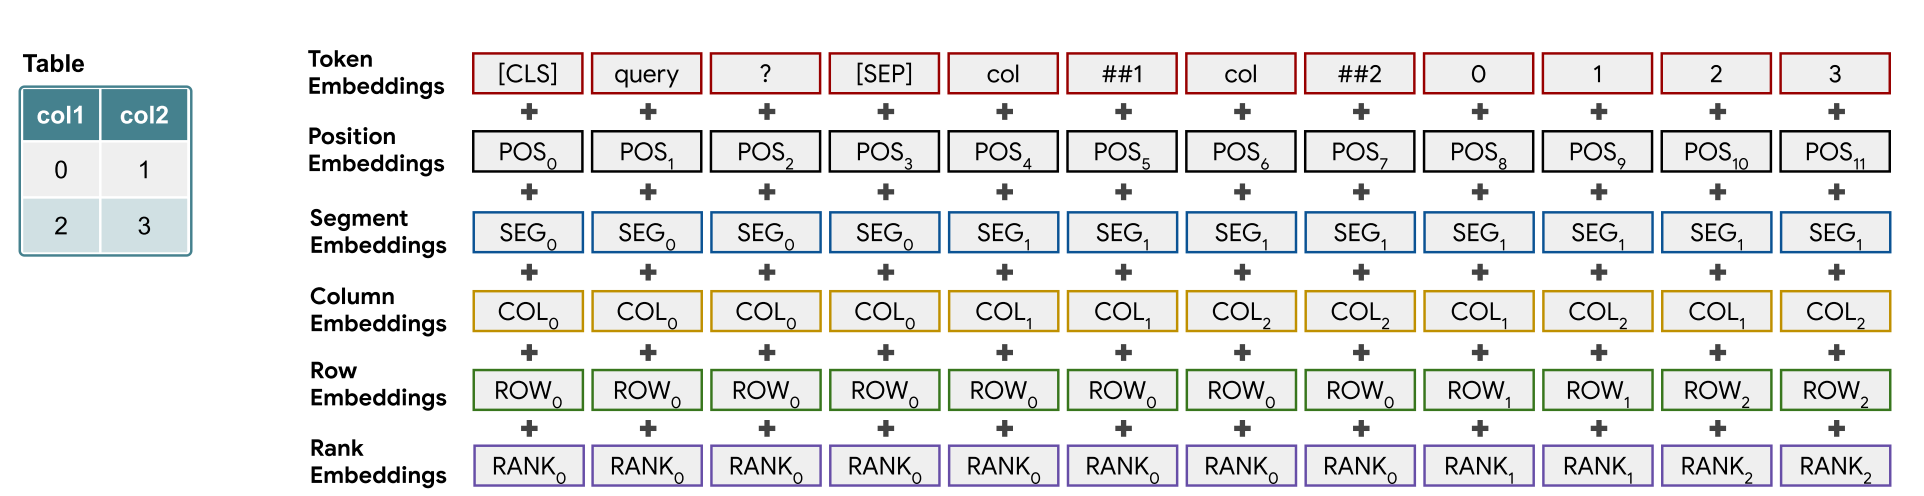 Table
col1 col2
0 1
2 3
Token
Embeddings
[CLS] query ? [SEP] col ##1 col ##2 0 1 2 3
+ + + + + + + + + + + +
Position
Embeddings
POS0 POS1 POS2 POS3 POS4 POS5 POS6 POS7 POS8 POS9 POS10 POS11
+ + + + + + + + + + + +
Segment
Embeddings
SEG0 SEG0 SEG0 SEG0 SEG1 SEG1 SEG1 SEG1 SEG1 SEG1 SEG1 SEG1
+ + + + + + + + + + + +
Column
Embeddings
COL0 COL0 COL0 COL0 COL1 COL1 COL2 COL2 COL1 COL2 COL1 COL2
+ + + + + + + + + + + +
Row
Embeddings
ROW0 ROW0 ROW0 ROW0 ROW0 ROW0 ROW0 ROW0 ROW1 ROW1 ROW2 ROW2
+ + + + + + + + + + + +
Rank
Embeddings
RANK0 RANK0 RANK0 RANK0 RANK0 RANK0 RANK0 RANK0 RANK1 RANK1 RANK2 RANK2